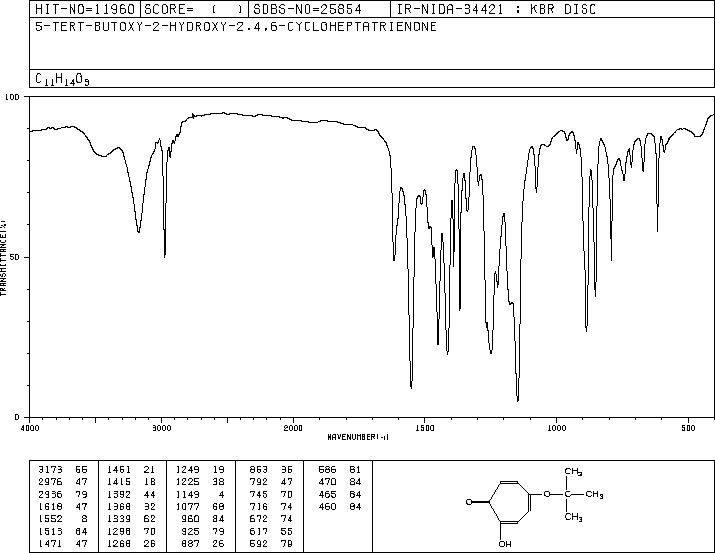 HIT-NO=11960 SCORE= ( ) SDBS-NO=25854 IR-NIDA-34421 : KBR DISC
5-TERT-BUTOXY-2-HYDROXY-2,4,6-CYCLOHEPTATRIENONE
C11H14O3
100
50
0
TRANSMITTANCE(%)
4000 3000 2000 1500 1000 500
WAVENUMBER(-1)
3173 1451 21 1249 19 36 586 81
2976 47 1415 18 1225 38 792 47 470 84
2936 79 1392 44 1149 4 745 70 465 84
1618 47 1368 32 1077 68 716 74 460 84
1552 8 1339 62 960 84 672 74
1513 64 1298 70 925 79 617 55
1471 47 1268 26 887 26 592 79
O
OH
O
CH3
CH3
CH3